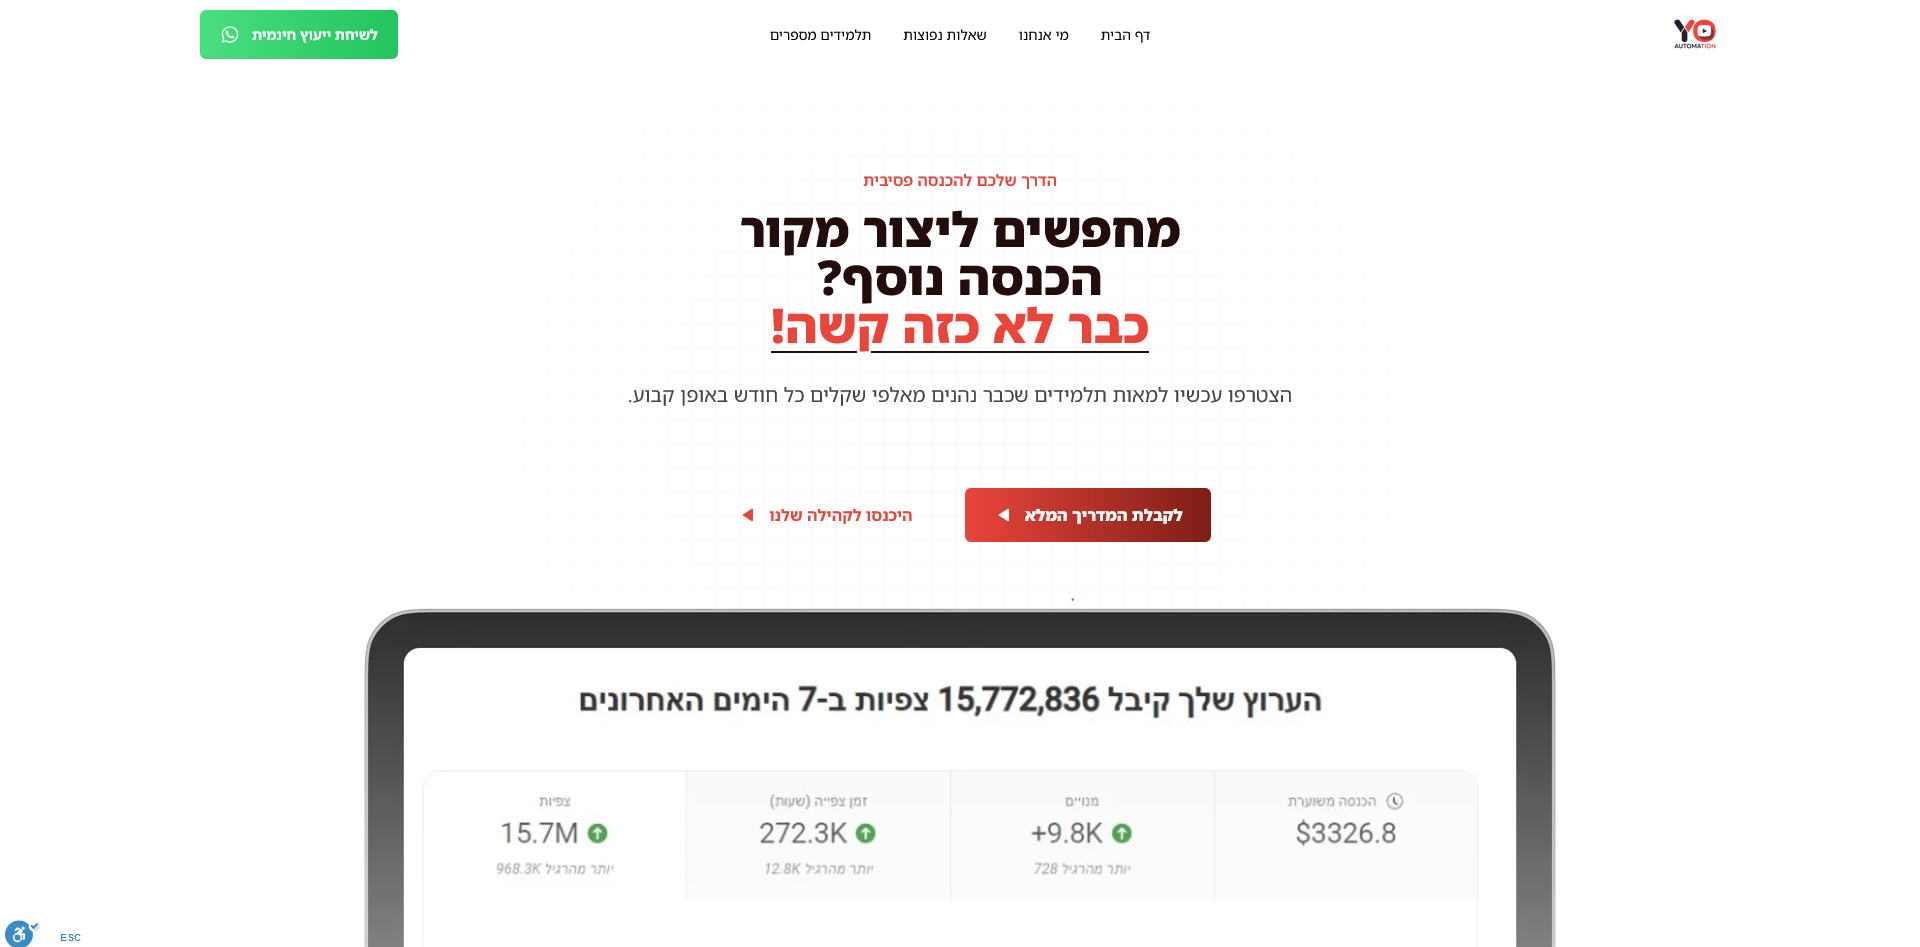 YO
AUTOMATION
דף הבית
מי אנחנו
שאלות נפוצות
תלמידים מספרים
לשיחת ייעוץ חינמית
הדרך שלכם להכנסה פסיבית
מחפשים ליצור מקור
הכנסה נוסף?
כבר לא כזה קשה!
הצטרפו עכשיו למאות תלמידים שכבר נהנים מאלפי שקלים כל חודש באופן קבוע.
לקבלת המדריך המלא
היכנסו לקהילה שלנו
הערוץ שלך קיבל 15,772,836 צפיות ב-7 הימים האחרונים
הכנסה משוערת
$3326.8
מנויים
+9.8K
728 יותר מהרגיל
זמן צפייה (שעות)
272.3K
12.8K יותר מהרגיל
צפיות
15.7M
968.3K יותר מהרגיל
ESC